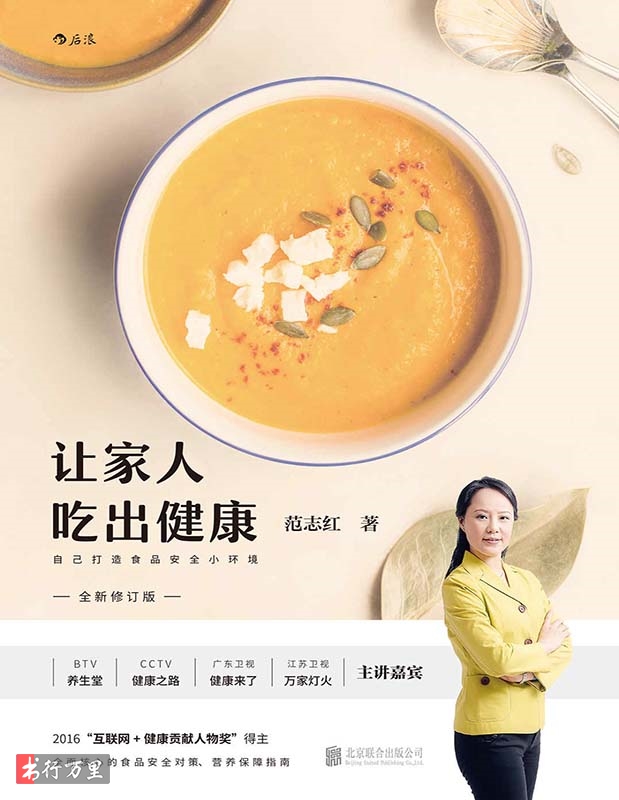 后浪
让家人
吃出健康
范志红 著
自己打造食品安全小环境
全新修订版
BTV
养生堂
CCTV
健康之路
广东卫视
健康来了
江苏卫视
万家灯火
主讲嘉宾
2016“互联网+健康贡献人物奖”得主
的食品安全对策、营养保障指南
北京联合出版公司
Beijing United Publishing Co.,Ltd.
书行万里